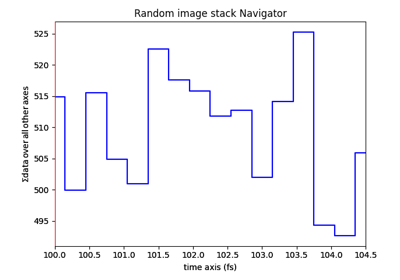 Random image stack Navigator
525
520
515
510
505
500
495
Σdata over all other axes
100.0 100.5 101.0 101.5 102.0 102.5 103.0 103.5 104.0 104.5
time axis (fs)